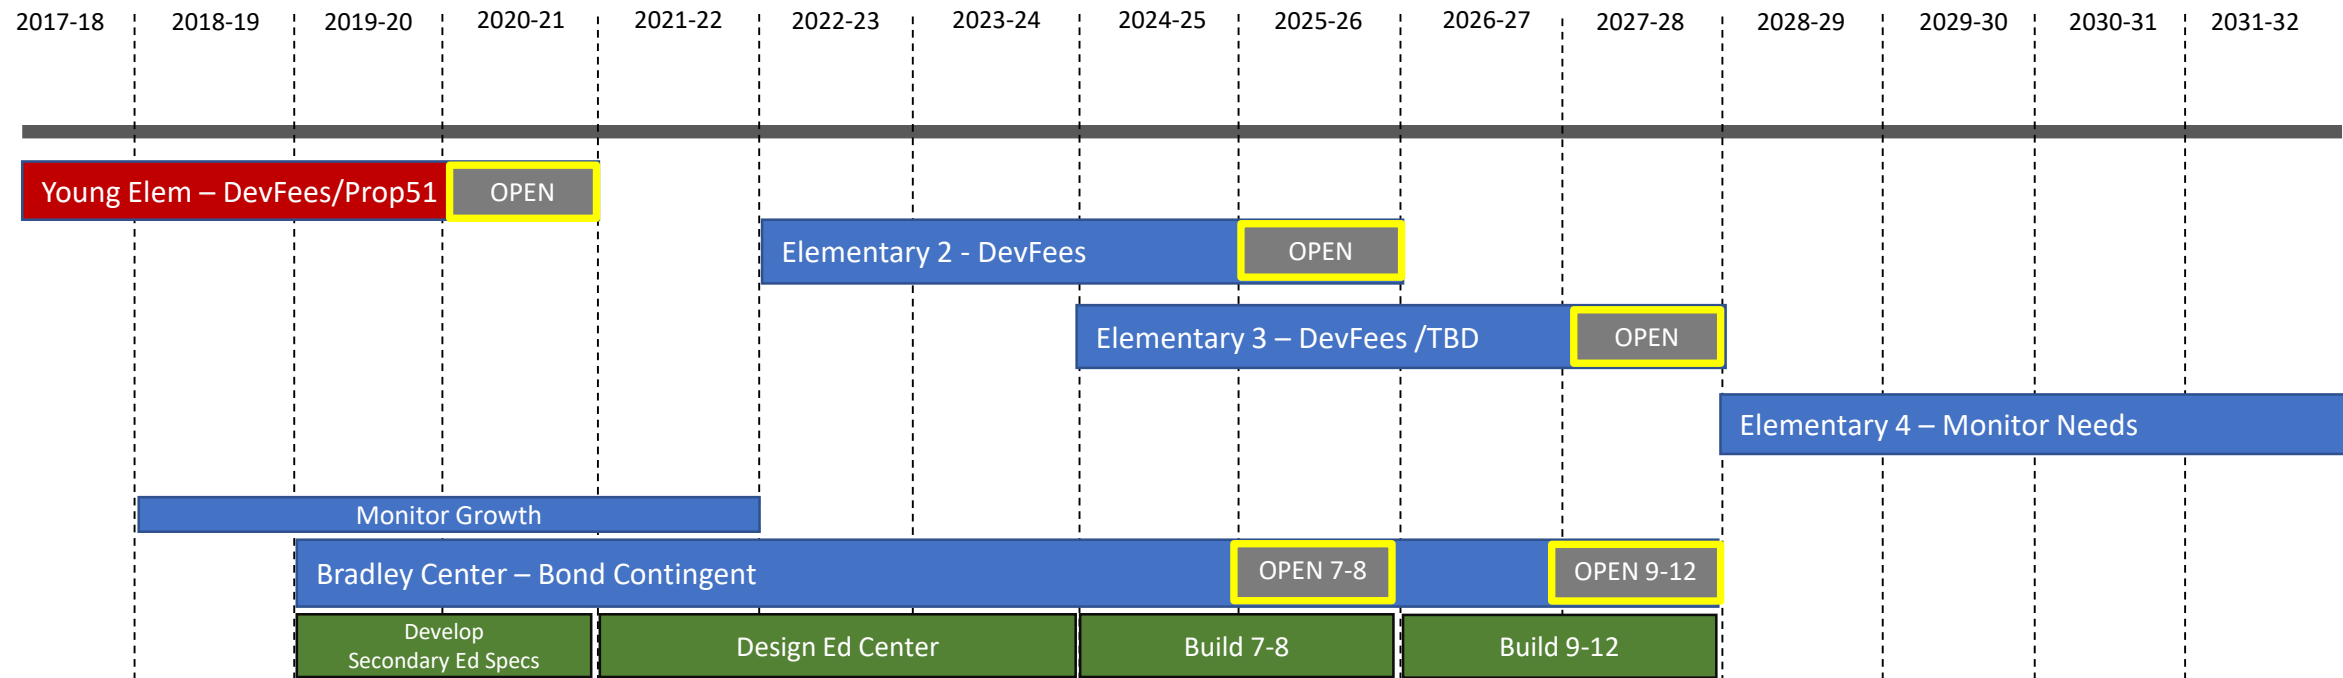 2017-18 2018-19 2019-20 2020-21 2021-22 2022-23 2023-24 2024-25 2025-26 2026-27 2027-28 2028-29 2029-30 2030-31 2031-32
Young Elem – DevFees/Prop51 OPEN
Elementary 2 - DevFees OPEN
Elementary 3 – DevFees /TBD OPEN
Elementary 4 – Monitor Needs
Monitor Growth
Bradley Center – Bond Contingent OPEN 7-8 OPEN 9-12
Develop
Secondary Ed Specs
Design Ed Center
Build 7-8
Build 9-12